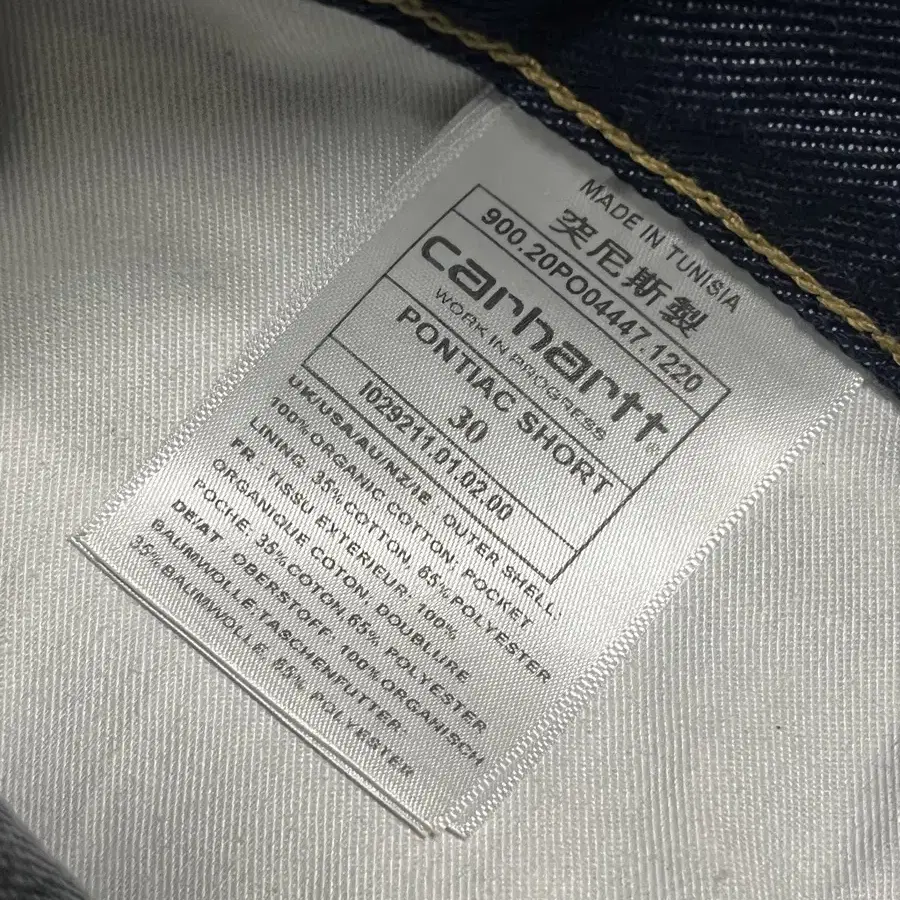 MADE IN TUNISIA
突尼斯製
900.20PO04447.1220
carhartt
WORK IN PROGRESS
PONTIAC SHORT
30
I029211.01.02.00
UK/USA/AU/NZ/IE : OUTER SHELL:
100% ORGANIC COTTON; POCKET
LINING: 35% COTTON, 65% POLYESTER
FR : TISSU EXTERIEUR: 100%
ORGANIQUE COTON, DOUBLURE
POCHE: 35% COTON,65% POLYESTER
DE/AT : OBERSTOFF 100% ORGANISCH
BAUMWOLLE;TASCHENFUTTER:
35% BAUMWOLLE, 65% POLYESTER